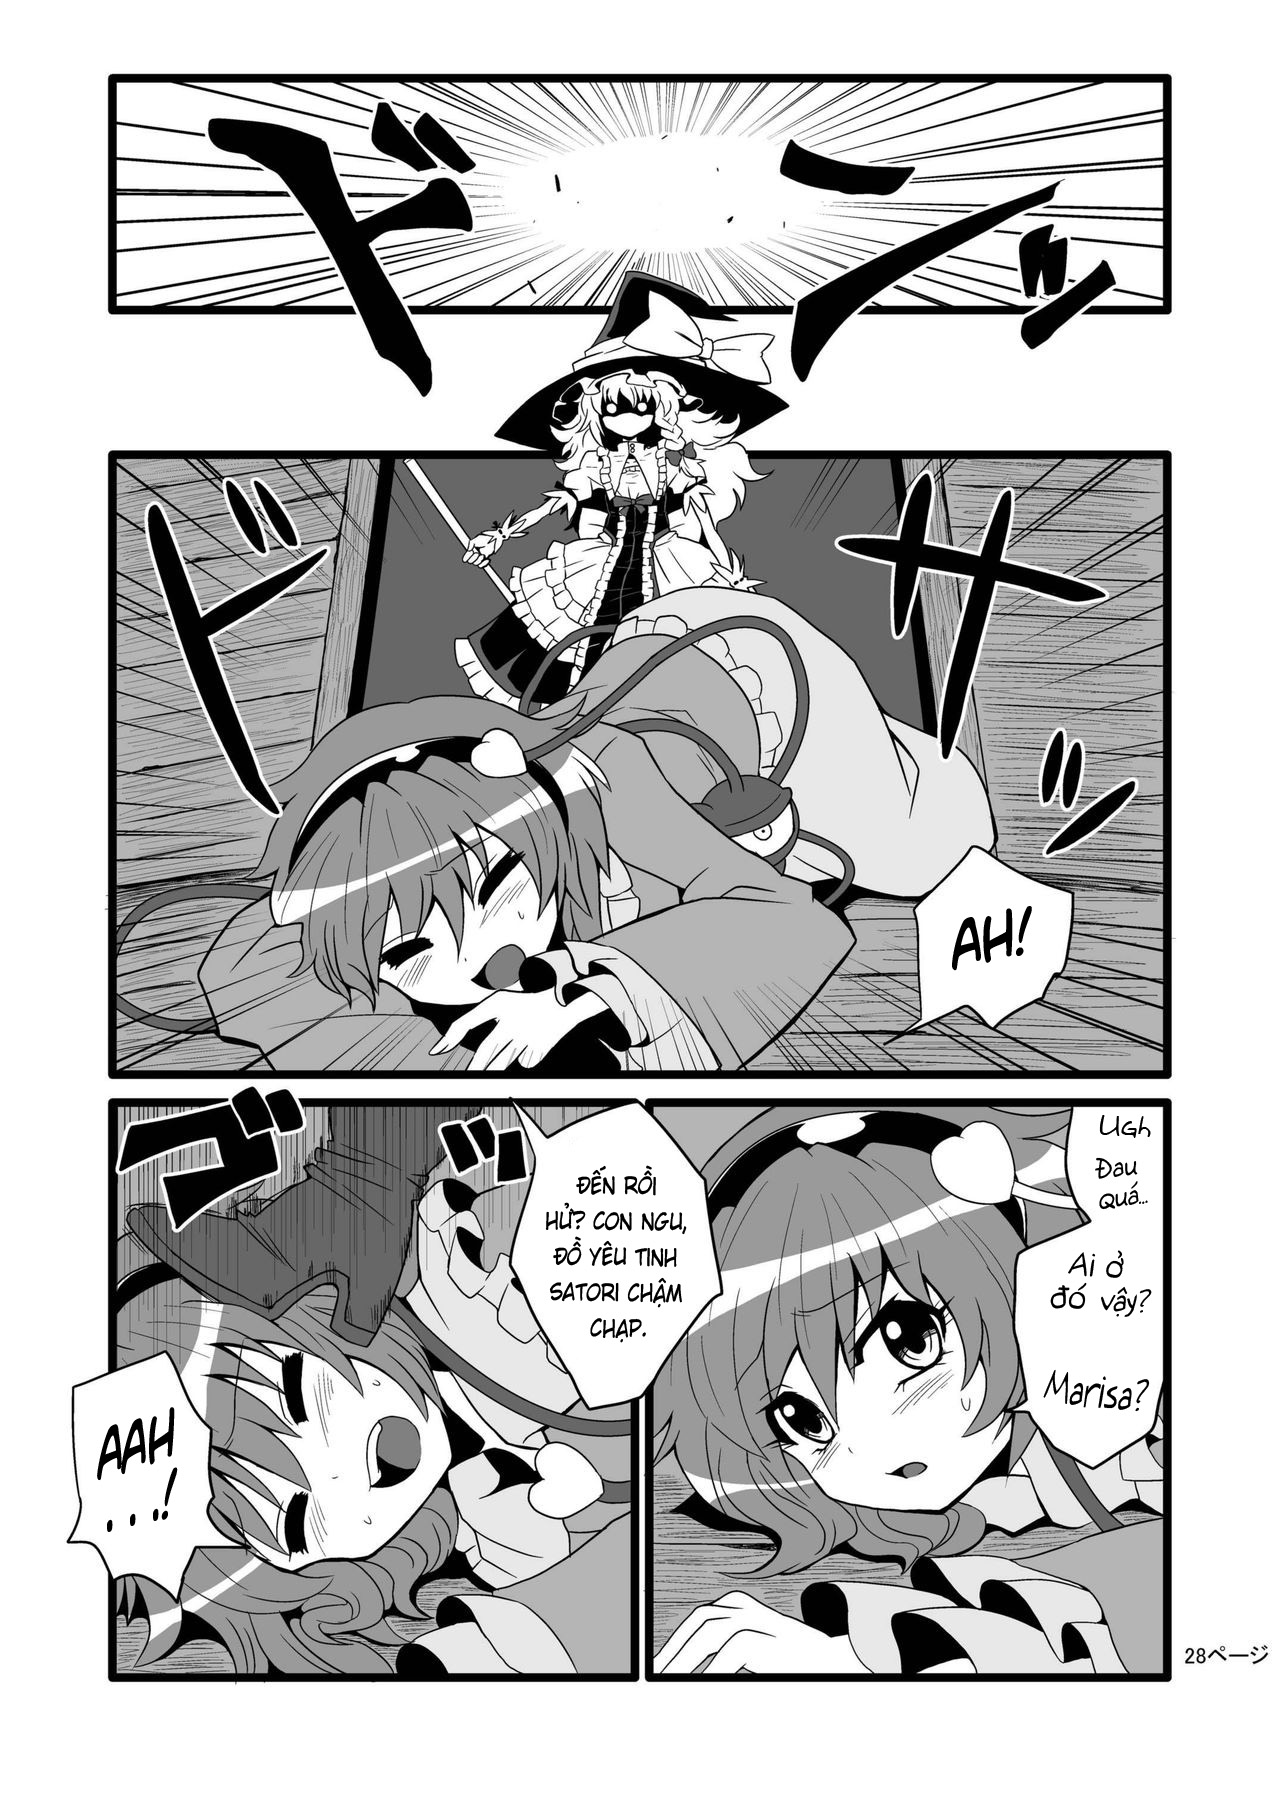 ドンッ
ドサッ
AH!
Ugh
Đau
quá...
Ai ở
đó vậy?
Marisa?
ĐẾN RỒI
HỬ? CON NGU,
ĐỒ YÊU TINH
SATORI CHẬM
CHẠP.
ゴッ
AAH
...!
28ページ